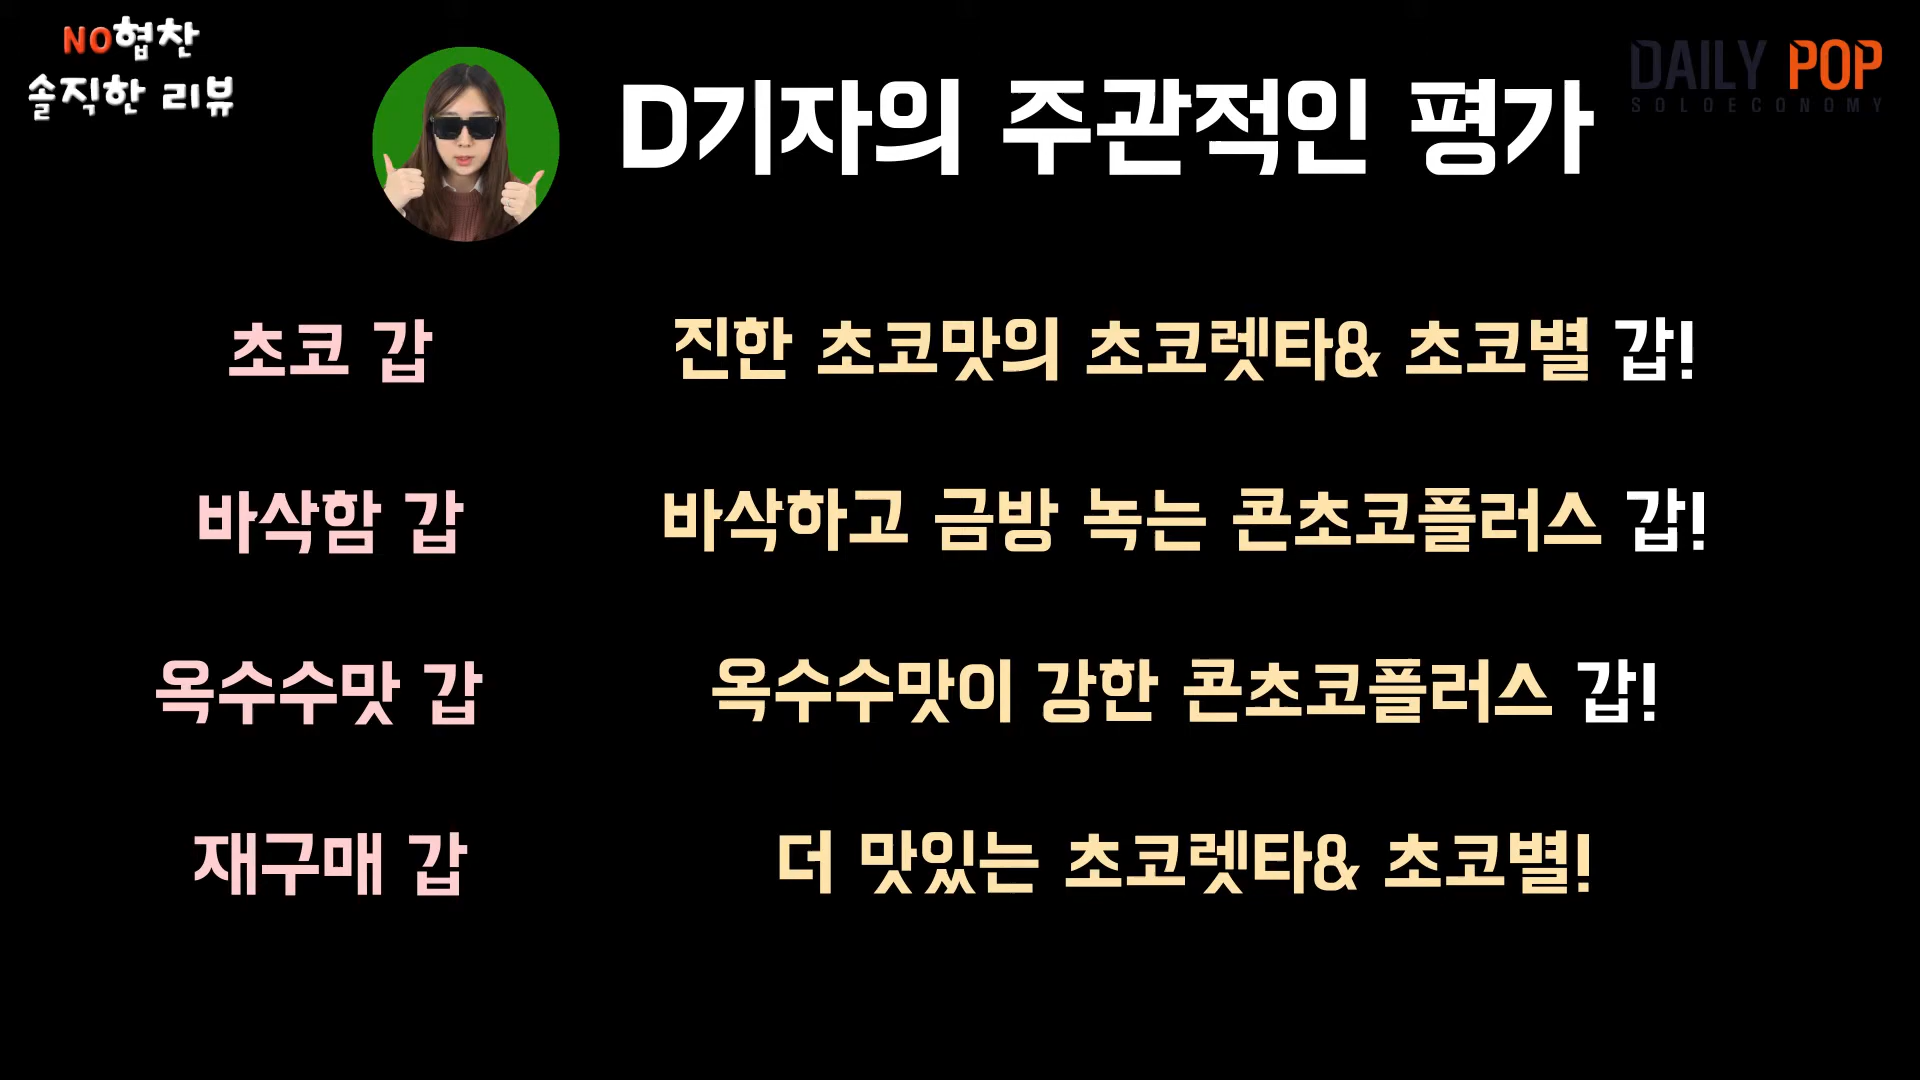 NO협찬
솔직한 리뷰
D기자의 주관적인 평가
DAILY POP
SOLOECONOMY
초코 갑
진한 초코맛의 초코렛타& 초코별 갑!
바삭함 갑
바삭하고 금방 녹는 콘초코플러스 갑!
옥수수맛 갑
옥수수맛이 강한 콘초코플러스 갑!
재구매 갑
더 맛있는 초코렛타& 초코별!